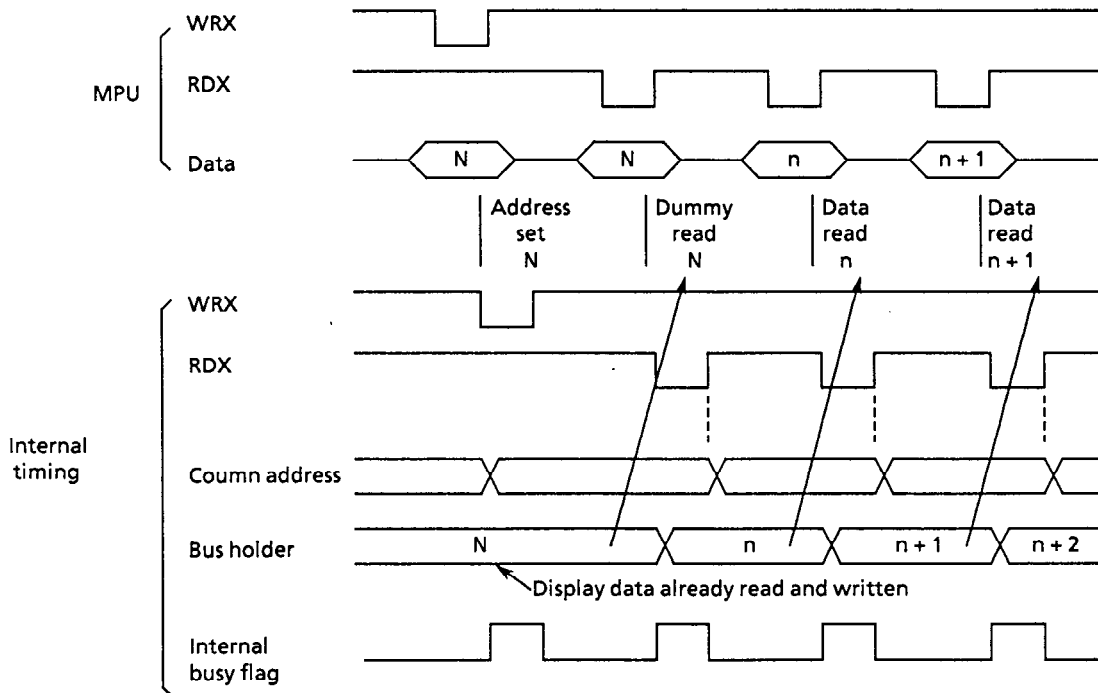 WRX
MPU
RDX
Data
N
N
n
n + 1
Address set N
Dummy read N
Data read n
Data read n + 1
WRX
RDX
Internal timing
Coumn address
Bus holder
N
n
n + 1
n + 2
Display data already read and written
Internal busy flag